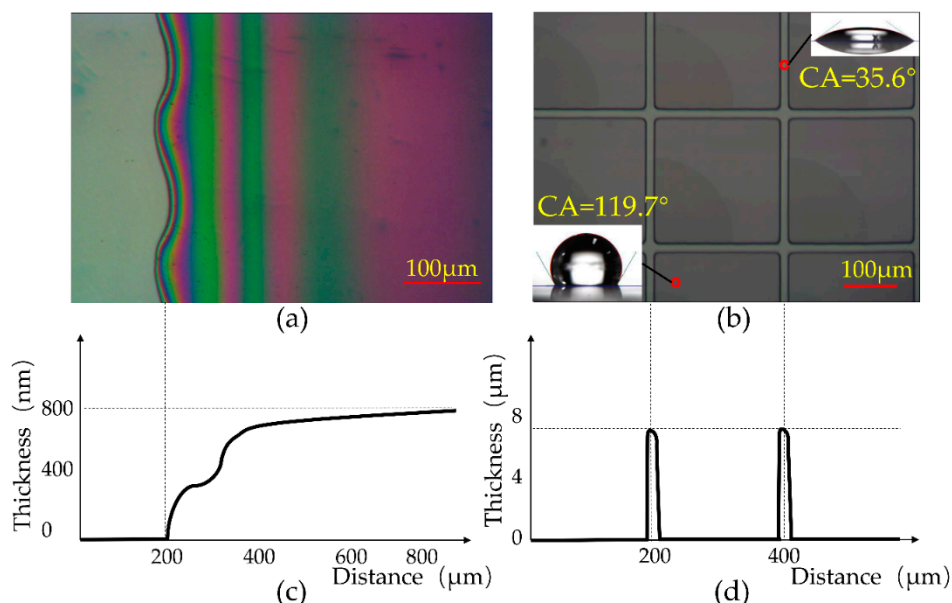 CA=35.6°
CA=119.7°
100μm
100μm
(a)
(b)
Thickness (nm)
800
400
0
200
400
600
800
Distance (μm)
(c)
Thickness (μm)
8
4
0
200
400
Distance (μm)
(d)